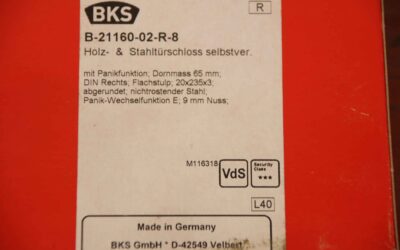 BKS
R
B-21160-02-R-8
Holz- & Stahltürschloss selbstver.
mit Panikfunktion; Dornmass 65 mm;
DIN Rechts; Flachstulp; 20x235x3;
abgerundet; nichtrostender Stahl;
Panik-Wechselfunktion E; 9 mm Nuss;
M116318
VdS
Security
Class
★★★
L40
Made in Germany
BKS GmbH * D-42549 Velbert